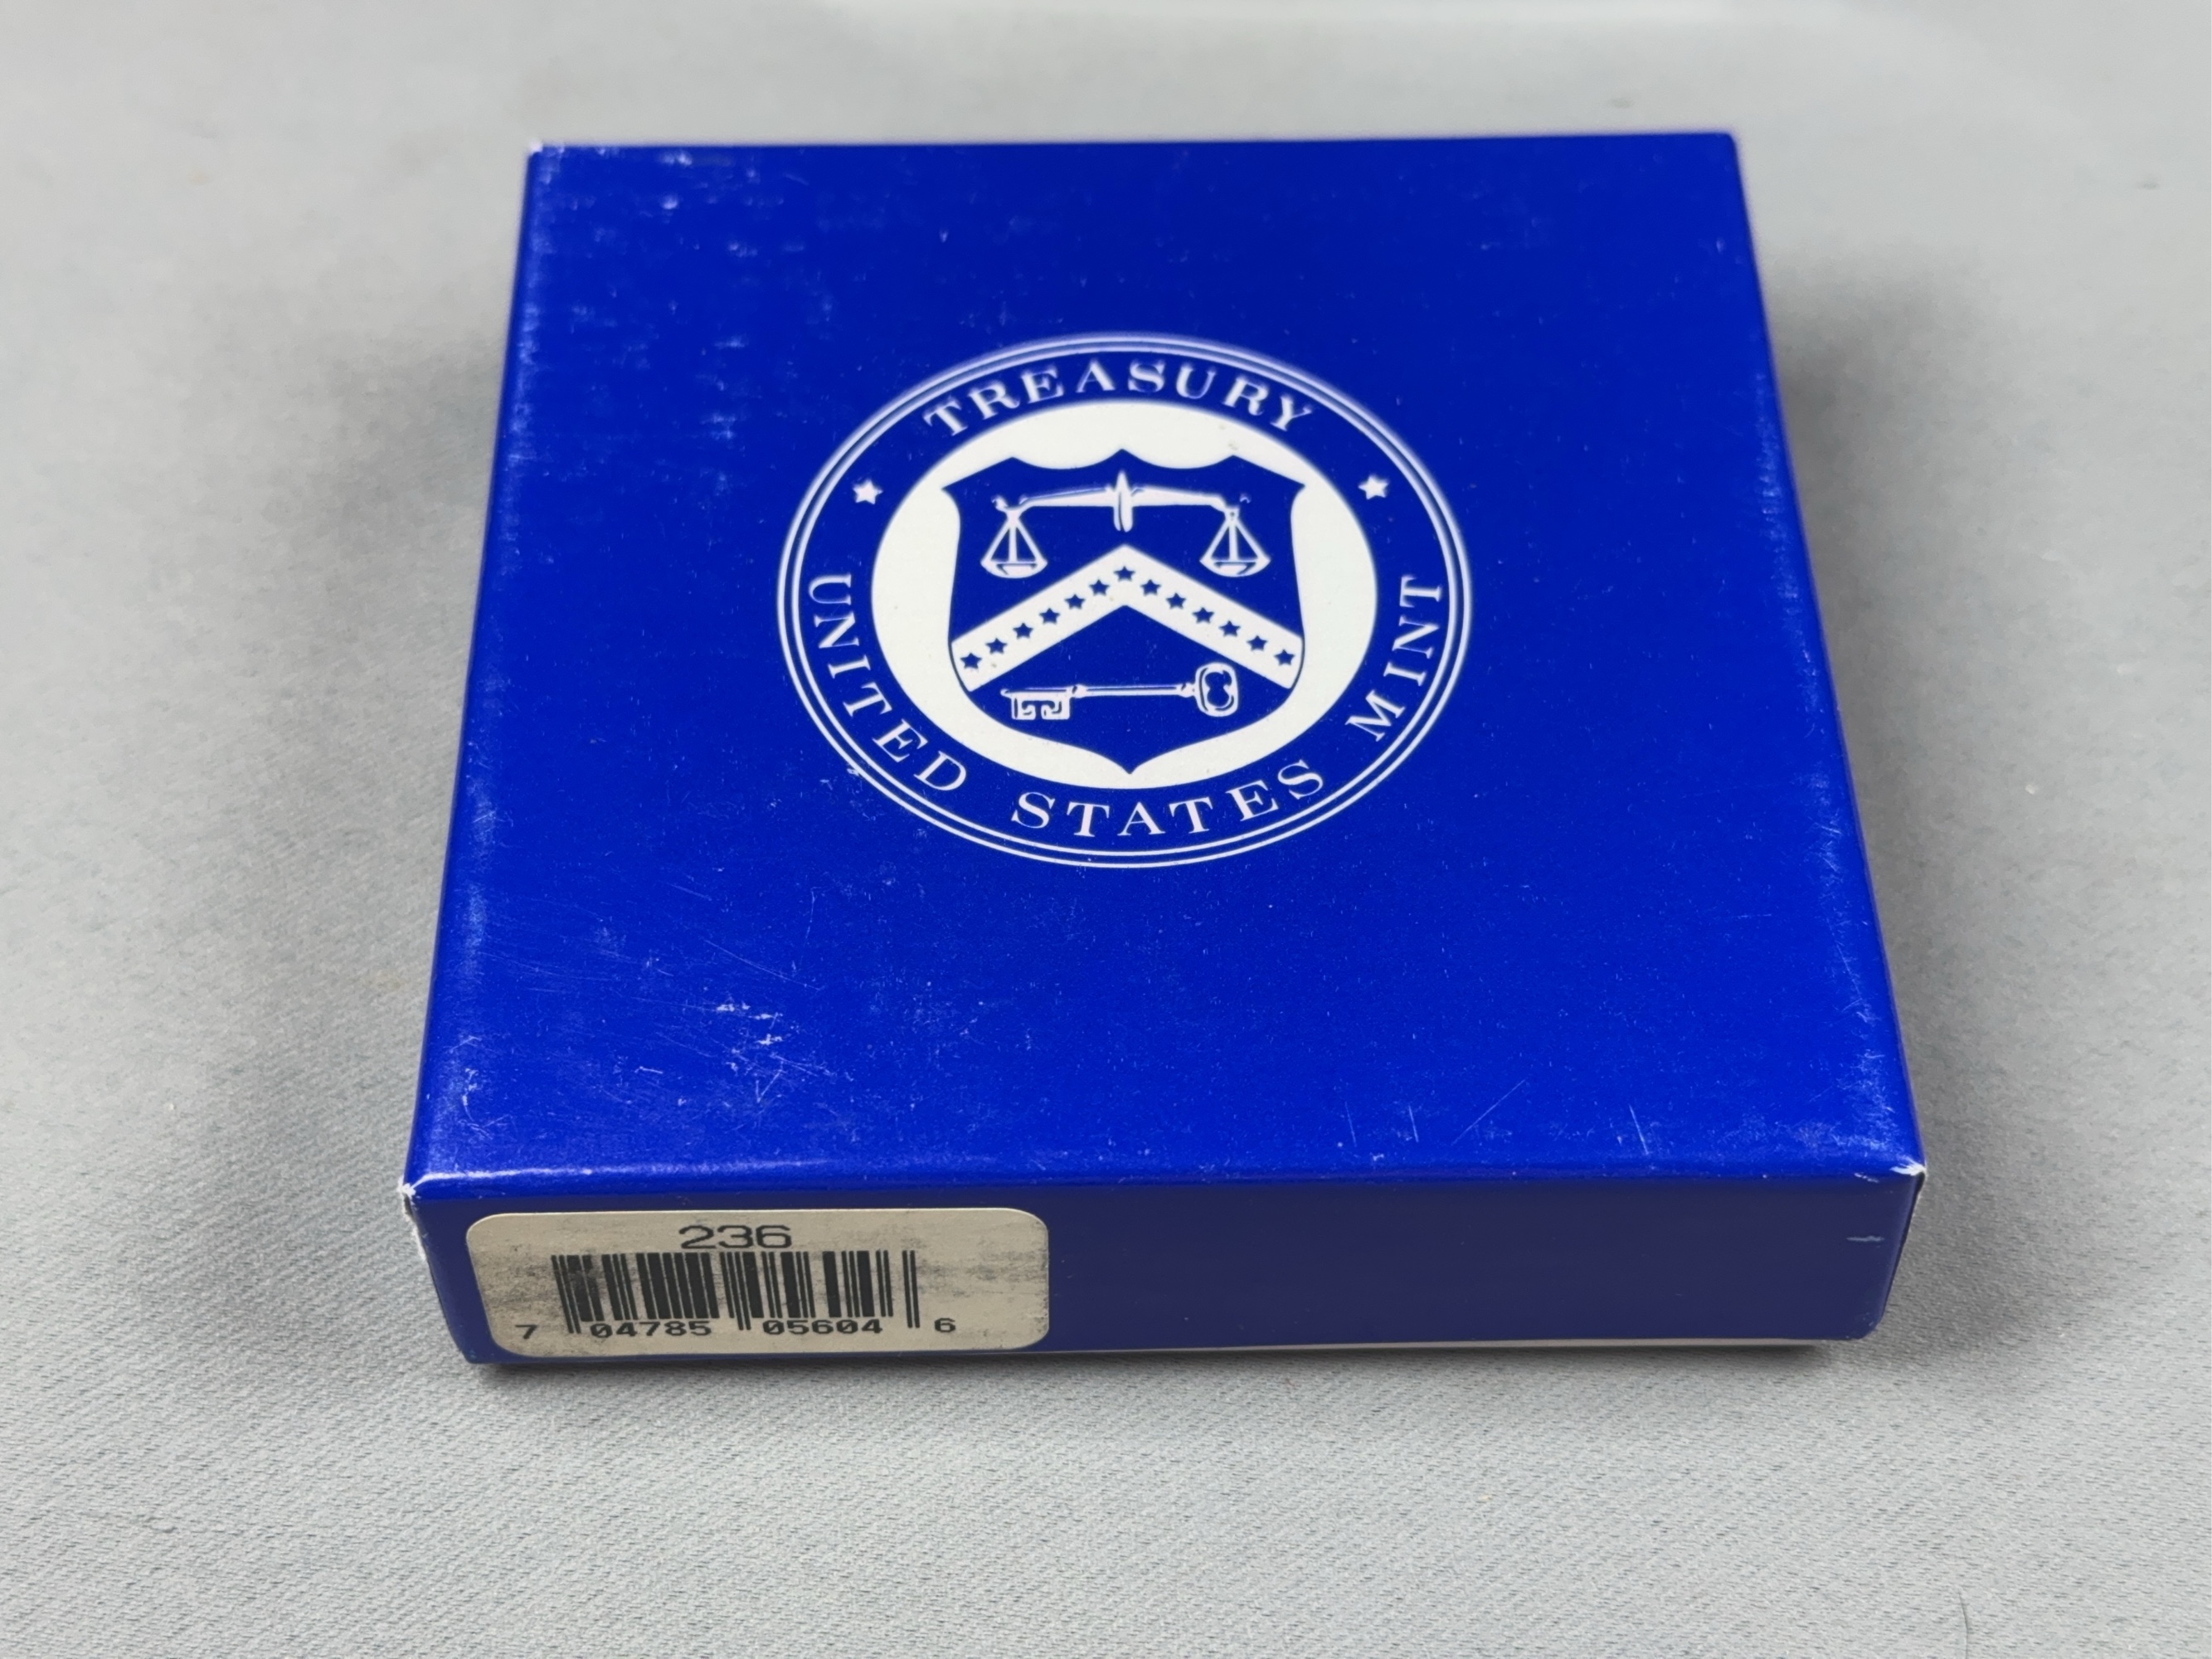 TREASURY
UNITED STATES MINT
236
7 04785 05604 6